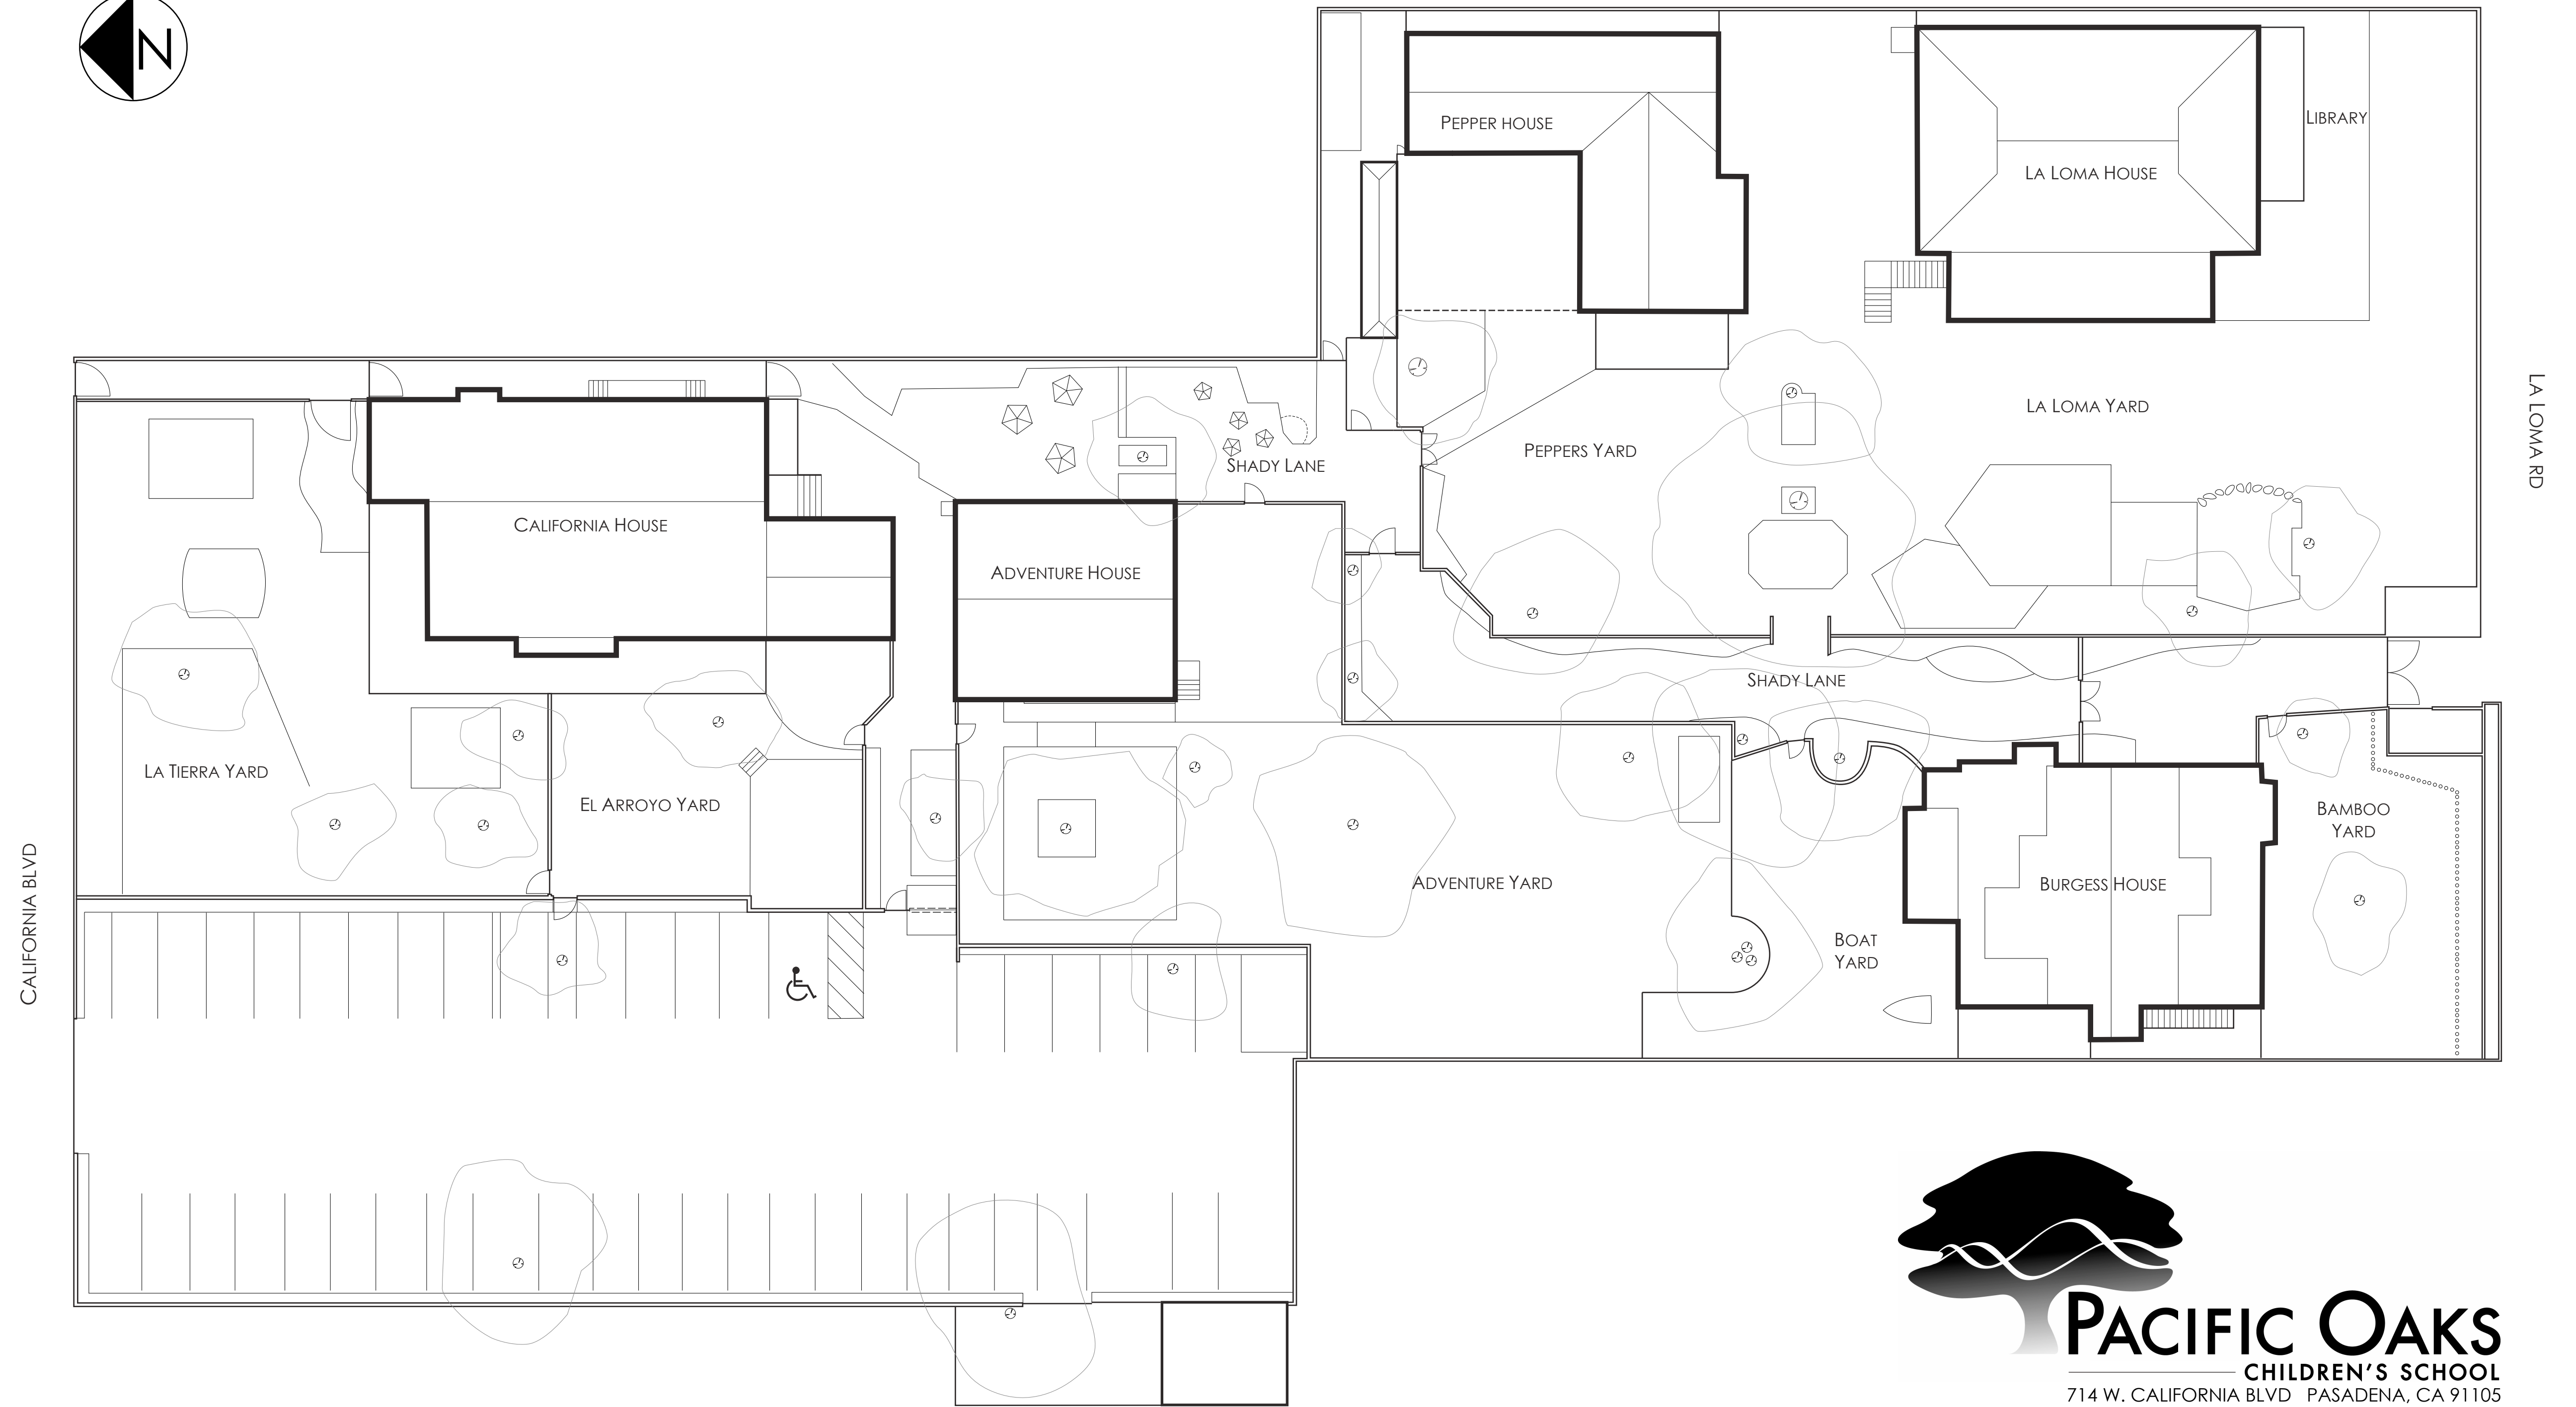 N
PEPPER HOUSE
LIBRARY
LA LOMA HOUSE
LA LOMA YARD
LA LOMA RD
PEPPERS YARD
SHADY LANE
CALIFORNIA HOUSE
ADVENTURE HOUSE
SHADY LANE
LA TIERRA YARD
EL ARROYO YARD
BAMBOO
YARD
ADVENTURE YARD
BURGESS HOUSE
CALIFORNIA BLVD
BOAT
YARD
PACIFIC OAKS
CHILDREN'S SCHOOL
714 W. CALIFORNIA BLVD PASADENA, CA 91105